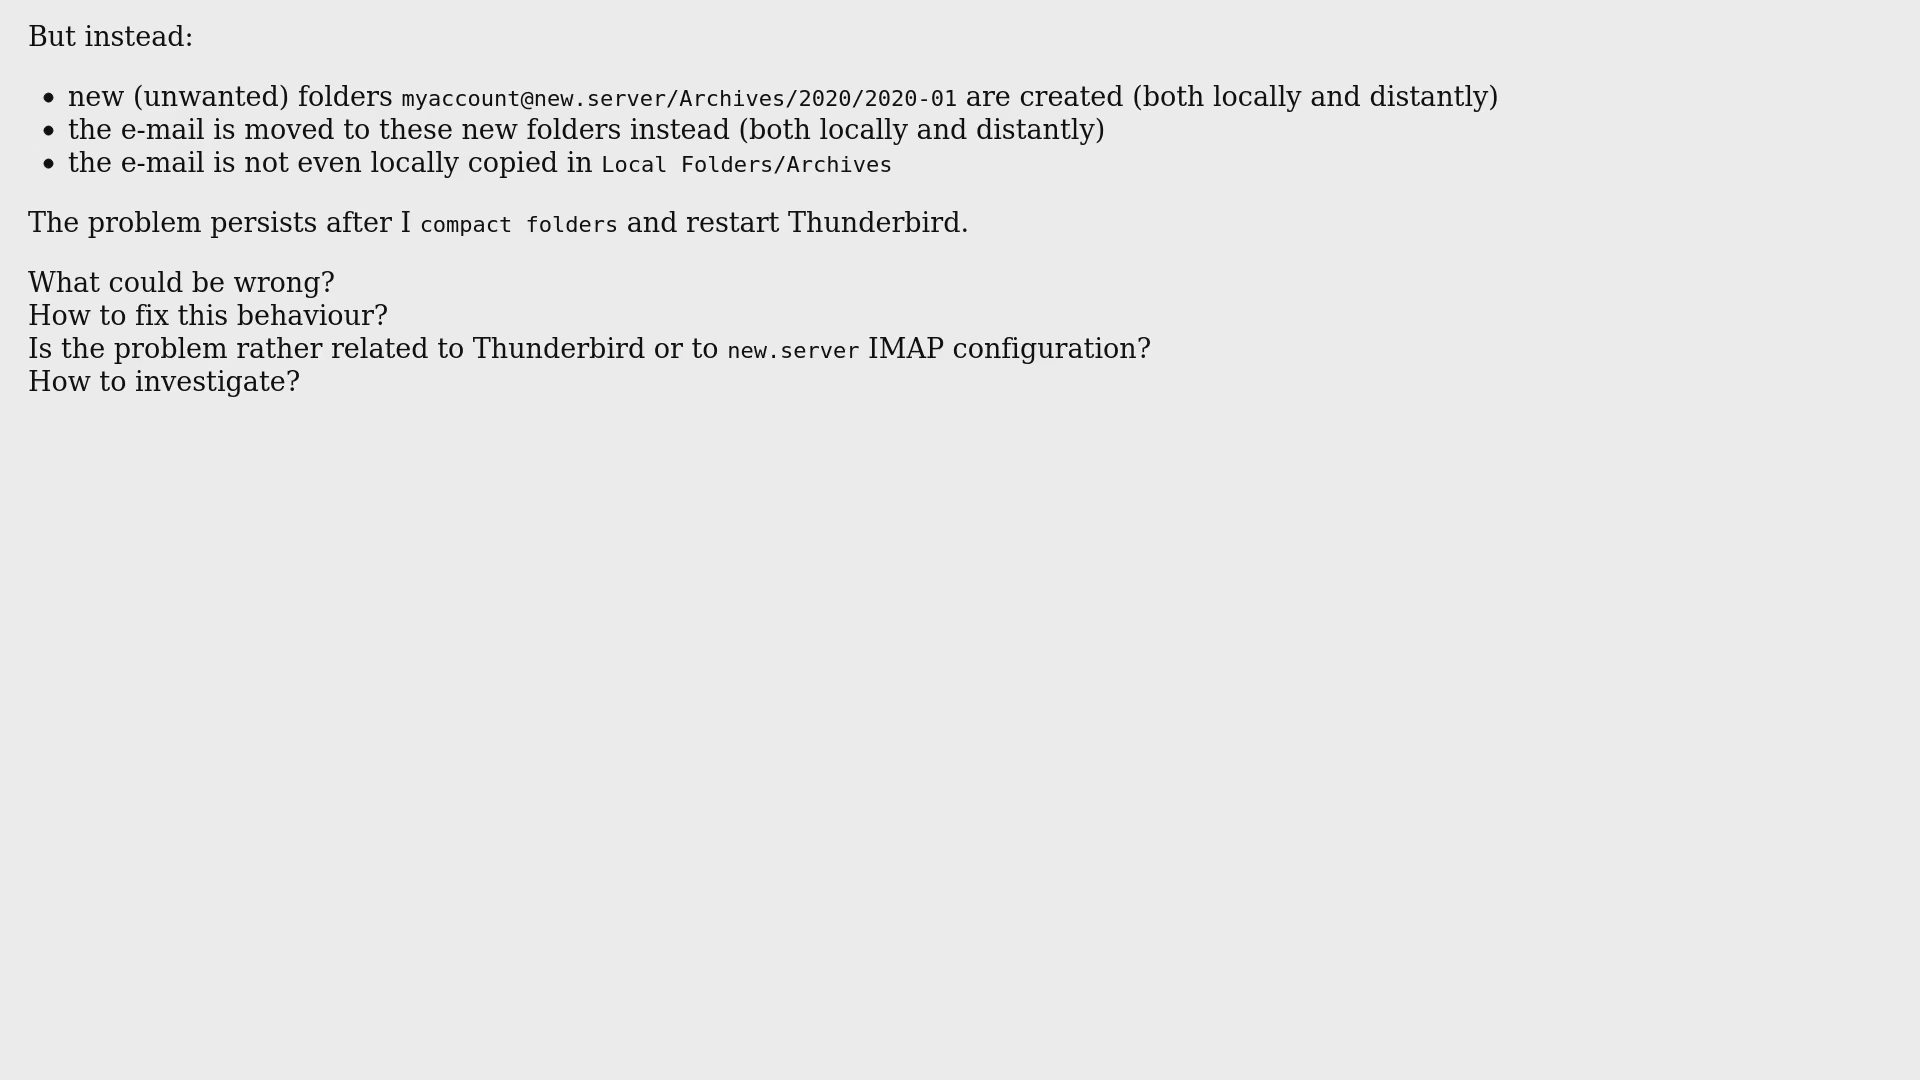 But instead:
new (unwanted) folders myaccount@new.server/Archives/2020/2020-01 are created (both locally and distantly)
the e-mail is moved to these new folders instead (both locally and distantly)
the e-mail is not even locally copied in Local Folders/Archives
The problem persists after I compact folders and restart Thunderbird.
What could be wrong?
How to fix this behaviour?
Is the problem rather related to Thunderbird or to new.server IMAP configuration?
How to investigate?